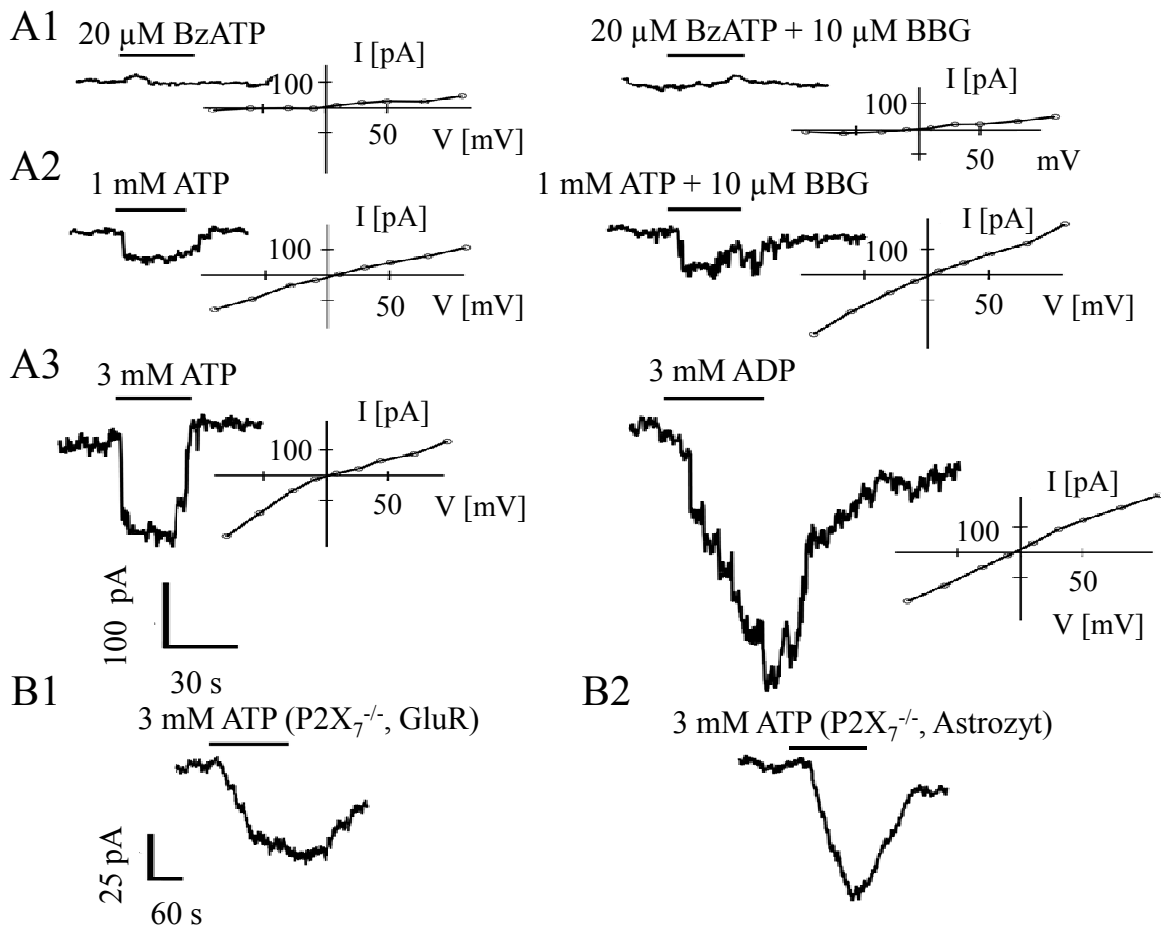 A1
20 µM BzATP
I [pA]
100
50
V [mV]
20 µM BzATP + 10 µM BBG
I [pA]
100
50
mV
A2
1 mM ATP
I [pA]
100
50
V [mV]
1 mM ATP + 10 µM BBG
I [pA]
100
50
V [mV]
A3
3 mM ATP
I [pA]
100
50
V [mV]
3 mM ADP
I [pA]
100
50
V [mV]
100 pA
30 s
B1
3 mM ATP (P2X₇⁻/⁻, GluR)
25 pA
60 s
B2
3 mM ATP (P2X₇⁻/⁻, Astrozyt)